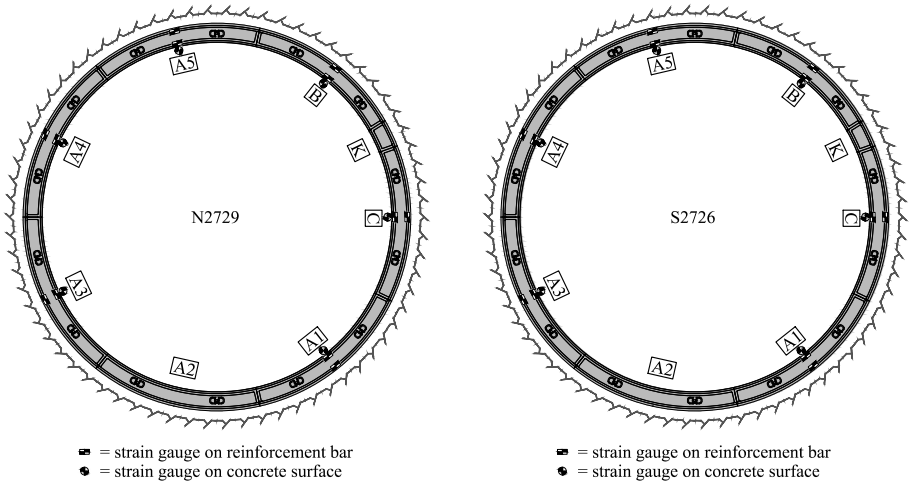 A5
B
A4
K
N2729
C
A3
A1
A2
= strain gauge on reinforcement bar
= strain gauge on concrete surface
A5
B
A4
K
S2726
C
A3
A1
A2
= strain gauge on reinforcement bar
= strain gauge on concrete surface